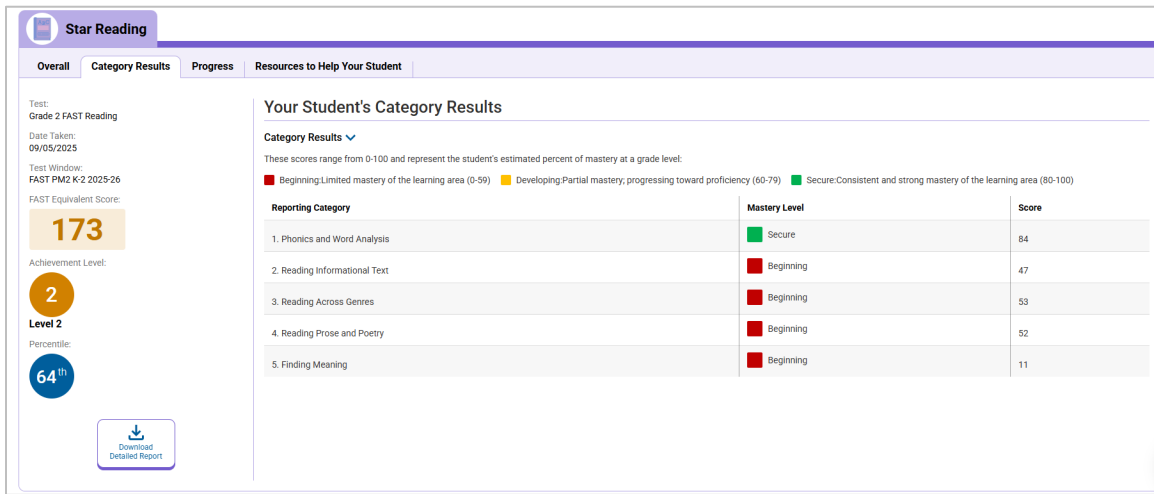 Star Reading
Overall Category Results Progress Resources to Help Your Student
Test:
Grade 2 FAST Reading
Date Taken:
09/05/2025
Test Window:
FAST PM2 K-2 2025-26
FAST Equivalent Score:
173
Achievement Level:
2
Level 2
Percentile:
64th
Download
Detailed Report
Your Student's Category Results
Category Results
These scores range from 0-100 and represent the student's estimated percent of mastery at a grade level:
Beginning:Limited mastery of the learning area (0-59) Developing:Partial mastery; progressing toward proficiency (60-79) Secure:Consistent and strong mastery of the learning area (80-100)
Reporting Category Mastery Level Score
1. Phonics and Word Analysis Secure 84
2. Reading Informational Text Beginning 47
3. Reading Across Genres Beginning 53
4. Reading Prose and Poetry Beginning 52
5. Finding Meaning Beginning 11